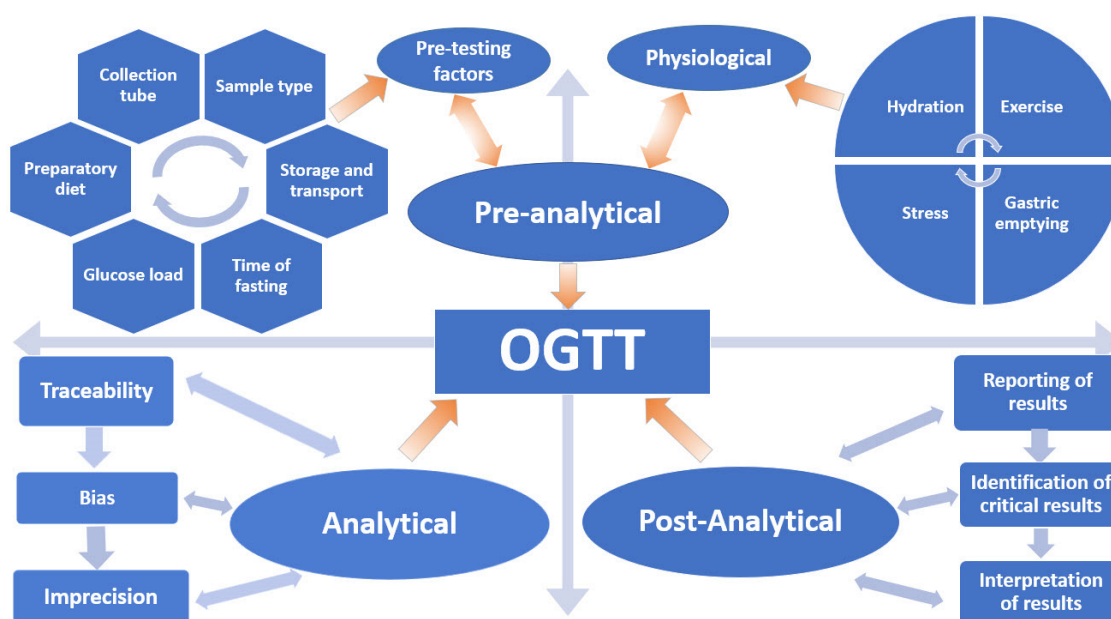 Collection
tube
Sample type
Preparatory
diet
Storage and
transport
Glucose load
Time of
fasting
Pre-testing
factors
Physiological
Hydration
Exercise
Stress
Gastric
emptying
Pre-analytical
OGTT
Traceability
Bias
Imprecision
Analytical
Post-Analytical
Reporting of
results
Identification of
critical results
Interpretation
of results